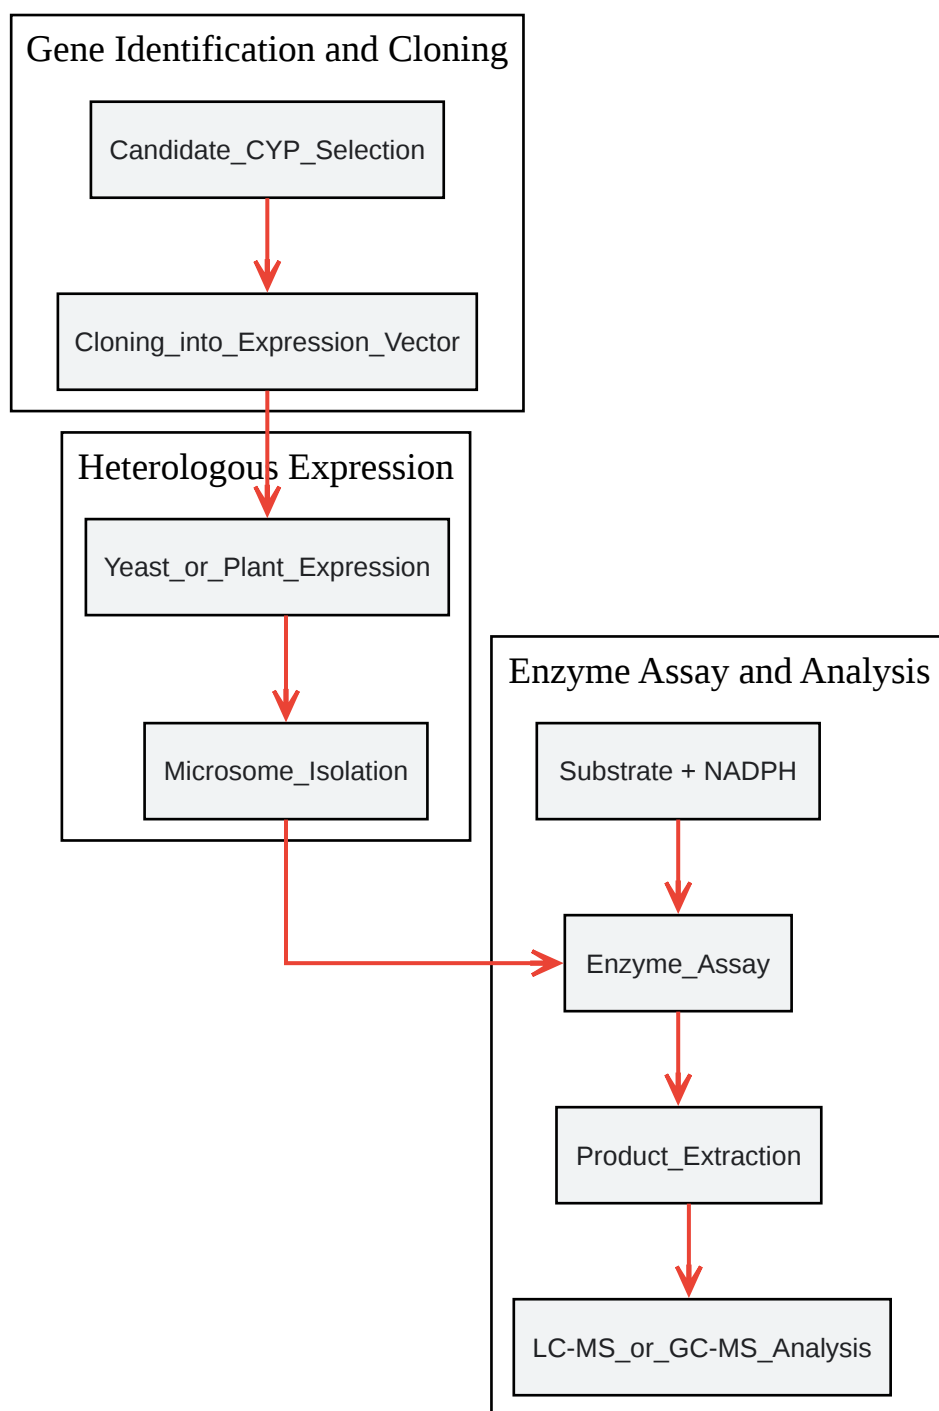 Gene Identification and Cloning
Candidate_CYP_Selection
Cloning_into_Expression_Vector
Heterologous Expression
Yeast_or_Plant_Expression
Microsome_Isolation
Enzyme Assay and Analysis
Substrate + NADPH
Enzyme_Assay
Product_Extraction
LC-MS_or_GC-MS_Analysis